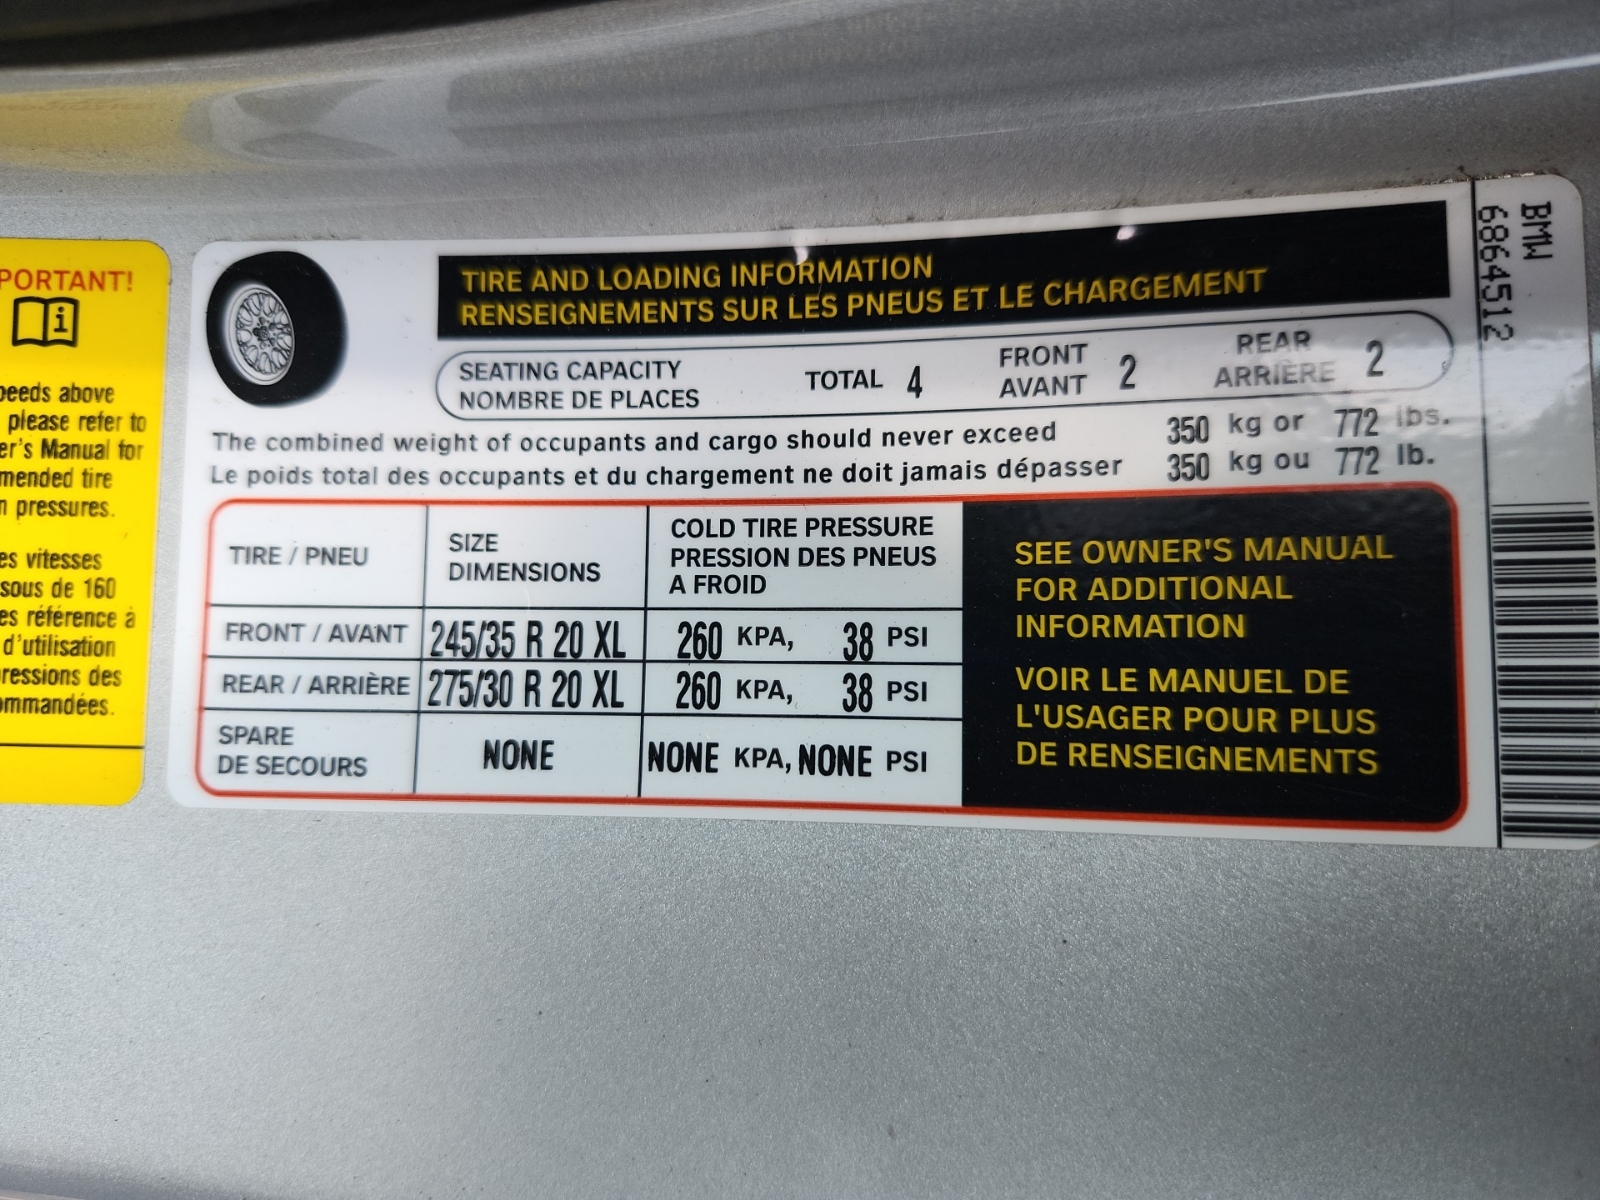 PORTANT!
i
peeds above
please refer to
er's Manual for
mended tire
n pressures.
es vitesses
sous de 160
es référence à
d'utilisation
ressions des
ommandées.
TIRE AND LOADING INFORMATION
RENSEIGNEMENTS SUR LES PNEUS ET LE CHARGEMENT
SEATING CAPACITY
NOMBRE DE PLACES
TOTAL 4
FRONT
AVANT 2
REAR
ARRIÈRE 2
The combined weight of occupants and cargo should never exceed 350 kg or 772 lbs.
Le poids total des occupants et du chargement ne doit jamais dépasser 350 kg ou 772 lb.
TIRE / PNEU
SIZE
DIMENSIONS
COLD TIRE PRESSURE
PRESSION DES PNEUS
A FROID
FRONT / AVANT 245/35 R 20 XL 260 KPA, 38 PSI
REAR / ARRIÈRE 275/30 R 20 XL 260 KPA, 38 PSI
SPARE
DE SECOURS
NONE NONE KPA, NONE PSI
SEE OWNER'S MANUAL
FOR ADDITIONAL
INFORMATION
VOIR LE MANUEL DE
L'USAGER POUR PLUS
DE RENSEIGNEMENTS
BMW
6864512